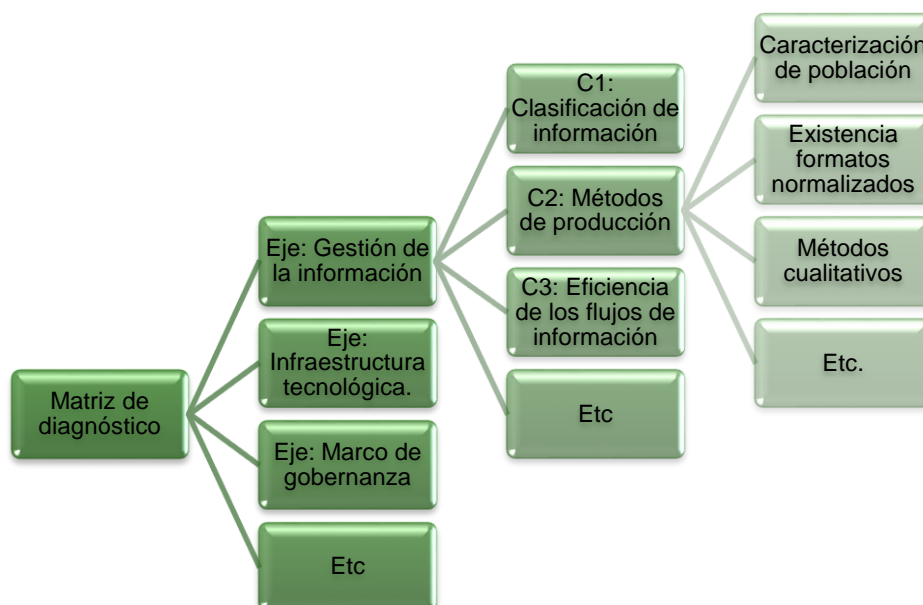 Matriz de
diagnóstico
Eje: Gestión de
la información
Eje:
Infraestructura
tecnológica.
Eje: Marco de
gobernanza
Etc
C1:
Clasificación de
información
C2: Métodos
de producción
C3: Eficiencia
de los flujos de
información
Etc
Caracterización
de población
Existencia
formatos
normalizados
Métodos
cualitativos
Etc.